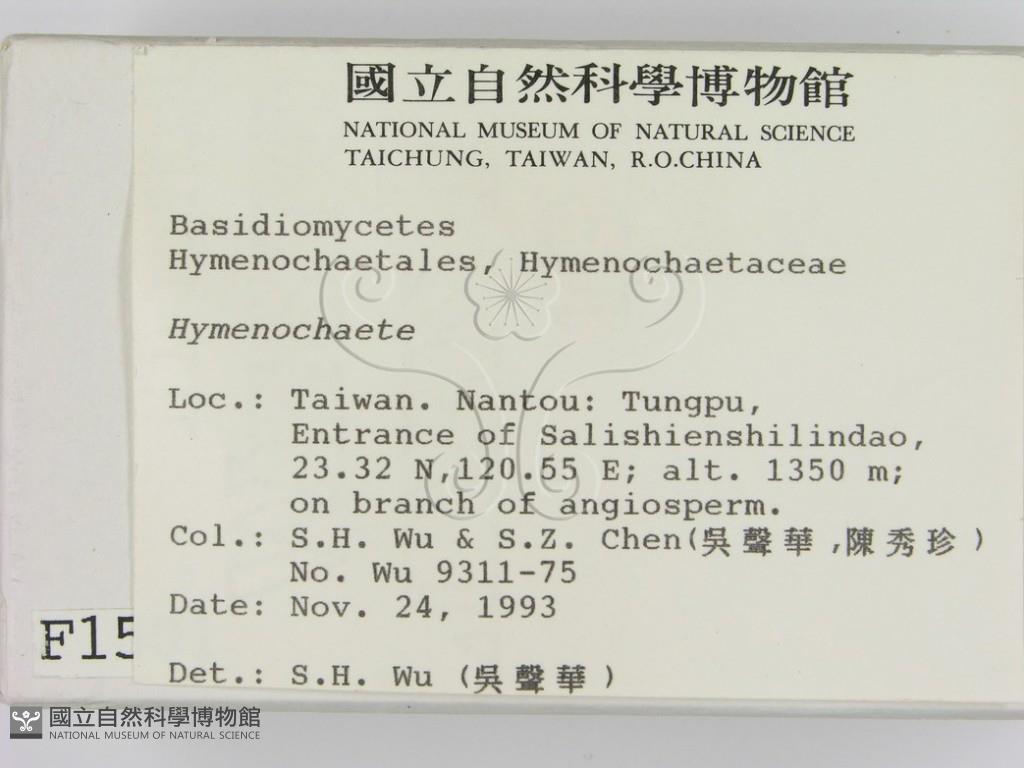 國立自然科學博物館
NATIONAL MUSEUM OF NATURAL SCIENCE
TAICHUNG, TAIWAN, R.O.CHINA
Basidiomycetes
Hymenochaetales, Hymenochaetaceae
Hymenochaete
Loc.: Taiwan. Nantou: Tungpu,
Entrance of Salishienshilindao,
23.32 N,120.55 E; alt. 1350 m;
on branch of angiosperm.
Col.: S.H. Wu & S.Z. Chen(吳聲華,陳秀珍)
No. Wu 9311-75
Date: Nov. 24, 1993
F15
Det.: S.H. Wu (吳聲華)
國立自然科學博物館
NATIONAL MUSEUM OF NATURAL SCIENCE